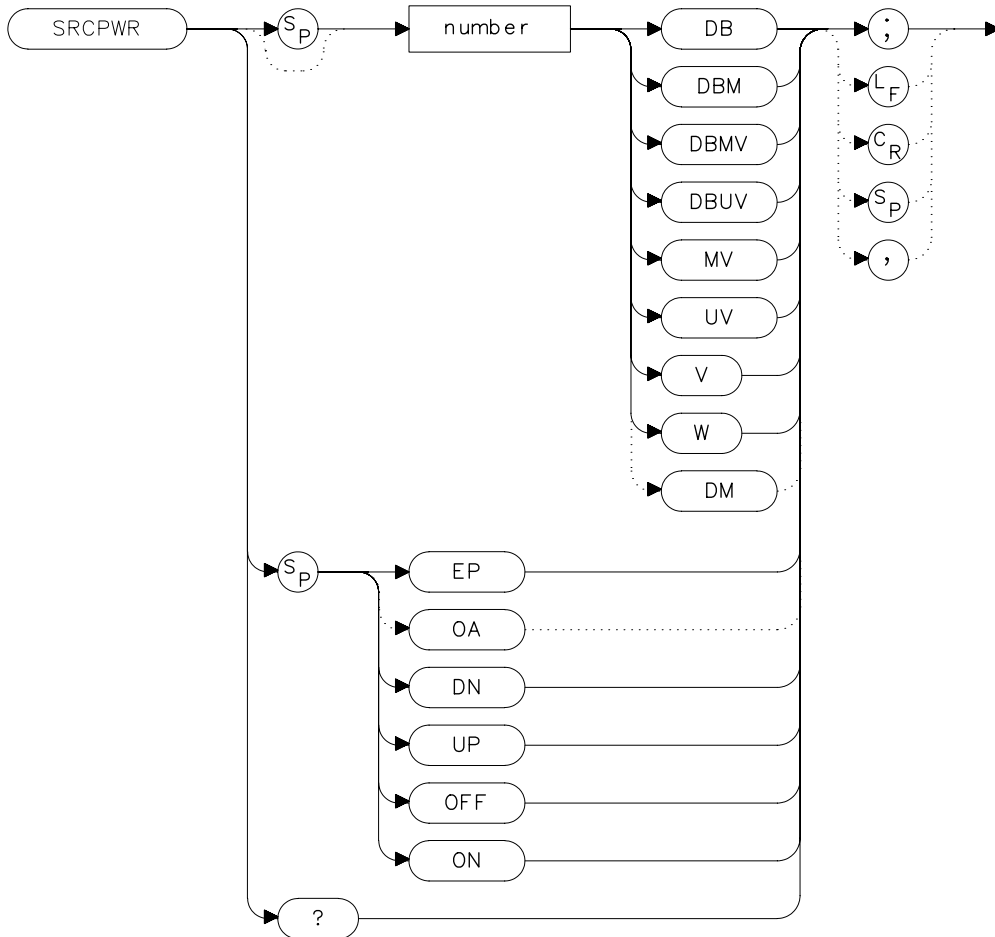 SRCPWR SP number DB ;
DBM LF
DBMV CR
DBUV SP
MV ,
UV
V
W
DM
SP EP
OA
DN
UP
OFF
ON
?